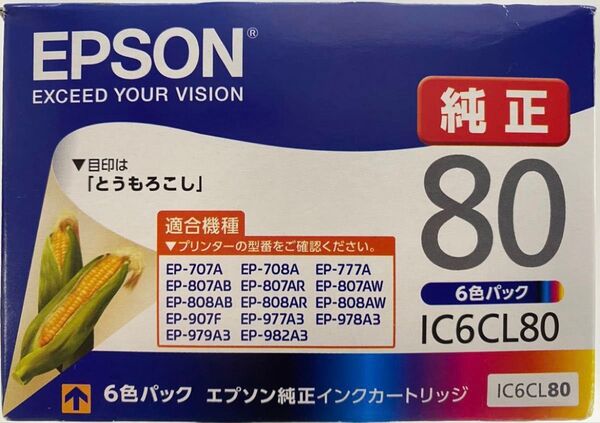 EPSON®
EXCEED YOUR VISION
純正
▼目印は
「とうもろこし」
80
適合機種
▼プリンターの型番をご確認ください。
EP-707A EP-708A EP-777A
EP-807AB EP-807AR EP-807AW
EP-808AB EP-808AR EP-808AW
EP-907F EP-977A3 EP-978A3
EP-979A3 EP-982A3
6色パック
IC6CL80
6色パック エプソン純正インクカートリッジ
IC6CL80